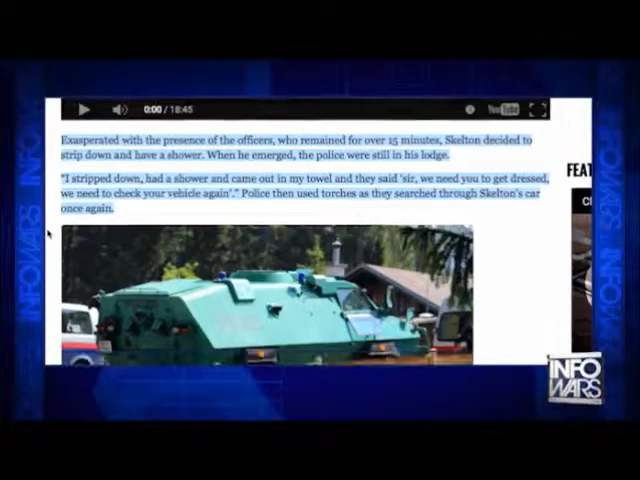 0:00 / 18:45
YouTube
Exasperated with the presence of the officers, who remained for over 15 minutes, Skelton decided to
strip down and have a shower. When he emerged, the police were still in his lodge.
"I stripped down, had a shower and came out in my towel and they said 'sir, we need you to get dressed,
we need to check your vehicle again'." Police then used torches as they searched through Skelton's car
once again.
FEAT
INFOWARS
INFO
INFO
WARS